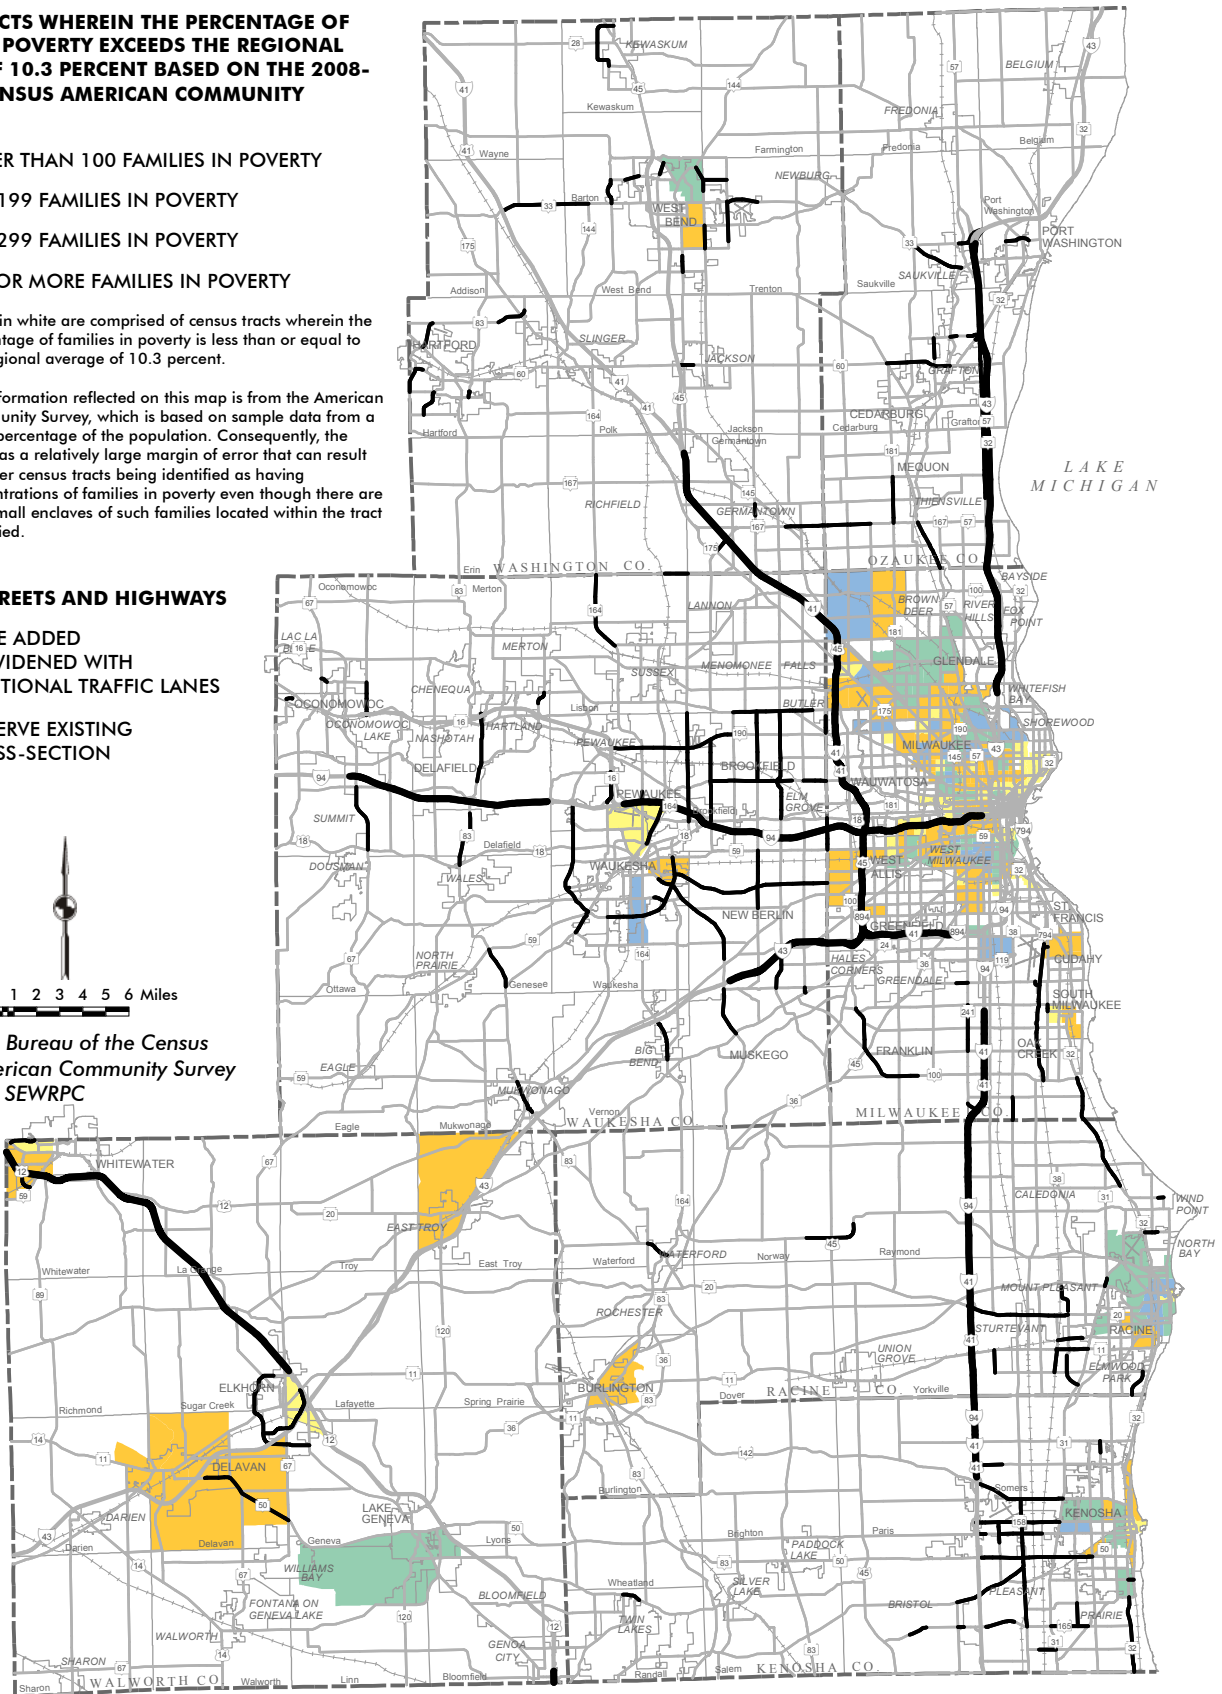 CTS WHEREIN THE PERCENTAGE OF
POVERTY EXCEEDS THE REGIONAL
F 10.3 PERCENT BASED ON THE 2008-
NSUS AMERICAN COMMUNITY
ER THAN 100 FAMILIES IN POVERTY
199 FAMILIES IN POVERTY
299 FAMILIES IN POVERTY
OR MORE FAMILIES IN POVERTY
in white are comprised of census tracts wherein the
ntage of families in poverty is less than or equal to
egional average of 10.3 percent.
formation reflected on this map is from the American
unity Survey, which is based on sample data from a
percentage of the population. Consequently, the
as a relatively large margin of error that can result
er census tracts being identified as having
ntrations of families in poverty even though there are
mall enclaves of such families located within the tract
ied.
REETS AND HIGHWAYS
E ADDED
WIDENED WITH
TIONAL TRAFFIC LANES
ERVE EXISTING
SS-SECTION
1 2 3 4 5 6 Miles
Bureau of the Census
erican Community Survey
SEWRPC
KEWASKUM
Kewaskum
Wayne
Barton
Farmington
NEWBURG
FREDONIA
Fredonia
BELGIUM
Belgium
WEST
BEND
Port
Washington
PORT
WASHINGTON
SAUKVILLE
Saukville
Addison
West Bend
Trenton
HARTFORD
SLINGER
JACKSON
GRAFTON
CEDARBURG
Cedarburg
Grafton
Hartford
Polk
Jackson
Germantown
MEQUON
LAKE
MICHIGAN
RICHFIELD
GERMANTOWN
THIENSVILLE
Erin
WASHINGTON CO.
OZAUKEE CO.
BAYSIDE
Oconomowoc
Merton
LANNON
BROWN
DEER
RIVER
HILLS
FOX
POINT
LAC LA
MERTON
SUSSEX
MENOMONEE FALLS
GLENDALE
CHENEQUA
WHITEFISH
BAY
OCONOMOWOC
OCONOMOWOC
LAKE
NASHOTAH
HARTLAND
Lisbon
BUTLER
SHOREWOOD
PEWAUKEE
MILWAUKEE
DELAFIELD
BROOKFIELD
WAUWATOSA
PEWAUKEE
Brookfield
ELM
GROVE
SUMMIT
Delafield
DOUSMAN
WALES
WAUKESHA
WEST
ALLIS
WEST
MILWAUKEE
NEW BERLIN
GREENFIELD
ST.
FRANCIS
NORTH
PRAIRIE
HALES
CORNERS
GREENDALE
CUDAHY
Ottawa
Genesee
Waukesha
SOUTH
MILWAUKEE
EAGLE
BIG
BEND
MUSKEGO
FRANKLIN
OAK
CREEK
MUKWONAGO
Vernon
Eagle
Mukwonago
WAUKESHA CO.
MILWAUKEE CO.
WHITEWATER
CALEDONIA
WIND
POINT
EAST TROY
Whitewater
La Grange
Troy
East Troy
Waterford
WATERFORD
Norway
Raymond
NORTH
BAY
ROCHESTER
MOUNT PLEASANT
STURTEVANT
RACINE
ELMWOOD
PARK
UNION
GROVE
ELKHORN
BURLINGTON
Dover
RACINE CO.
Yorkville
Richmond
Sugar Creek
Lafayette
Spring Prairie
DELAVAN
DARIEN
Darien
Delavan
LAKE
GENEVA
Geneva
Lyons
Burlington
Somers
KENOSHA
Brighton
Paris
PADDOCK
LAKE
WILLIAMS
BAY
FONTANA ON
GENEVA LAKE
BLOOMFIELD
Wheatland
SILVER
LAKE
BRISTOL
PLEASANT
PRAIRIE
TWIN
LAKES
WALWORTH
GENOA
CITY
SHARON
Sharon
WALWORTH CO.
Walworth
Linn
Bloomfield
Randall
Salem
KENOSHA CO.